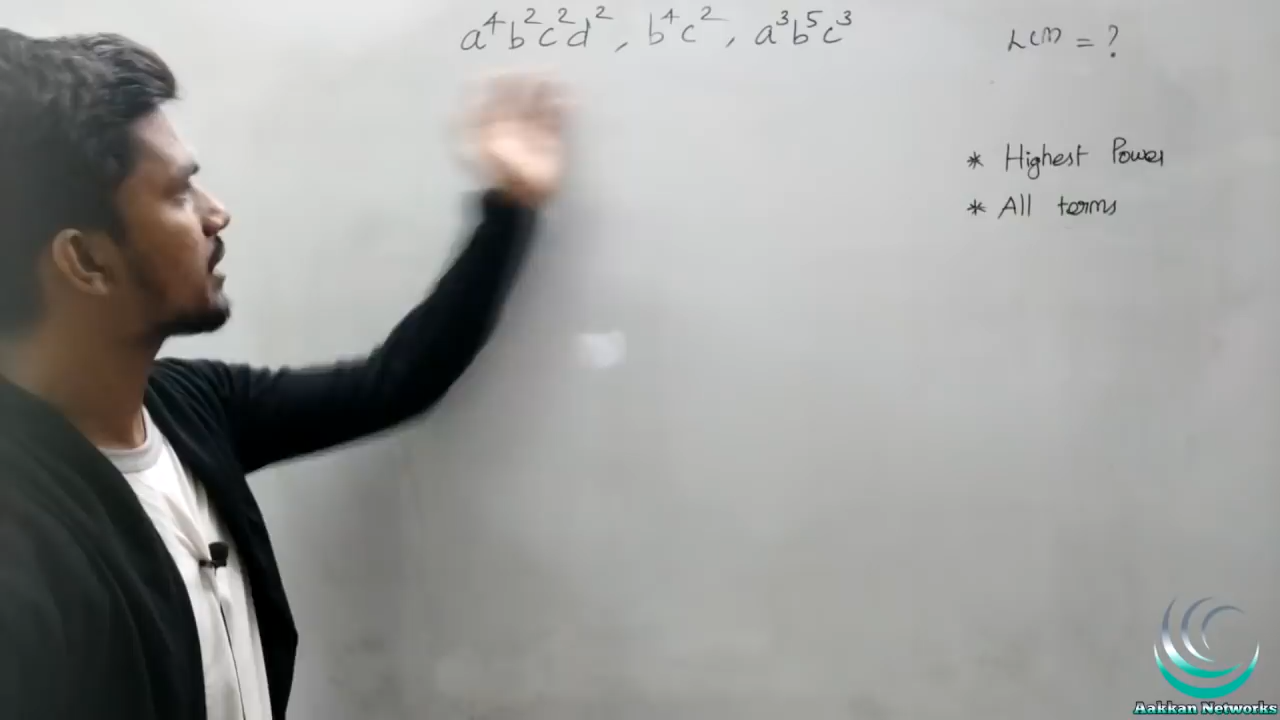 a⁴b²c²d², b⁴c², a³b⁵c³
LCM = ?
* Highest Power
* All terms
Aakkan Networks